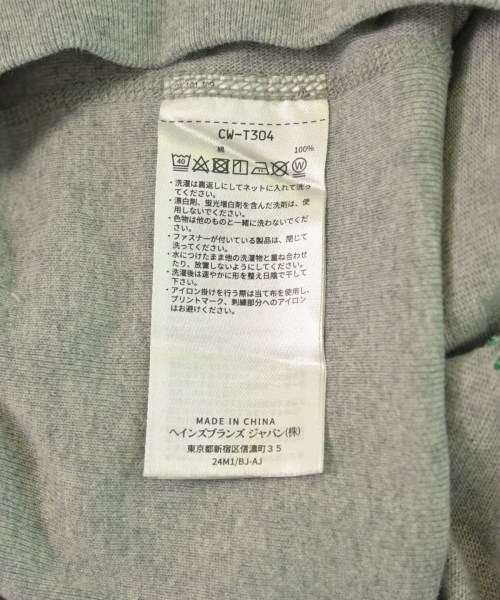 CW-T304
綿 100%
40 W
・洗濯は裏返しにしてネットに入れて洗っ
てください。
・漂白剤、蛍光増白剤を含んだ洗剤は、使
用しないでください。
・色物は他のものと一緒に洗わないでくだ
さい。
・ファスナーが付いている製品は、閉じて
洗ってください。
・水につけたまま他の洗濯物と重ね合わせ
たり、放置しないようにしてください。
・洗濯後は速やかに形を整え日陰で干して
下さい。
・アイロン掛けを行う際は当て布を使用し、
プリントマーク、刺繍部分へのアイロン
はお避けください。
MADE IN CHINA
ヘインズブランズ ジャパン(株)
東京都新宿区信濃町３５
24M1/BJ-AJ